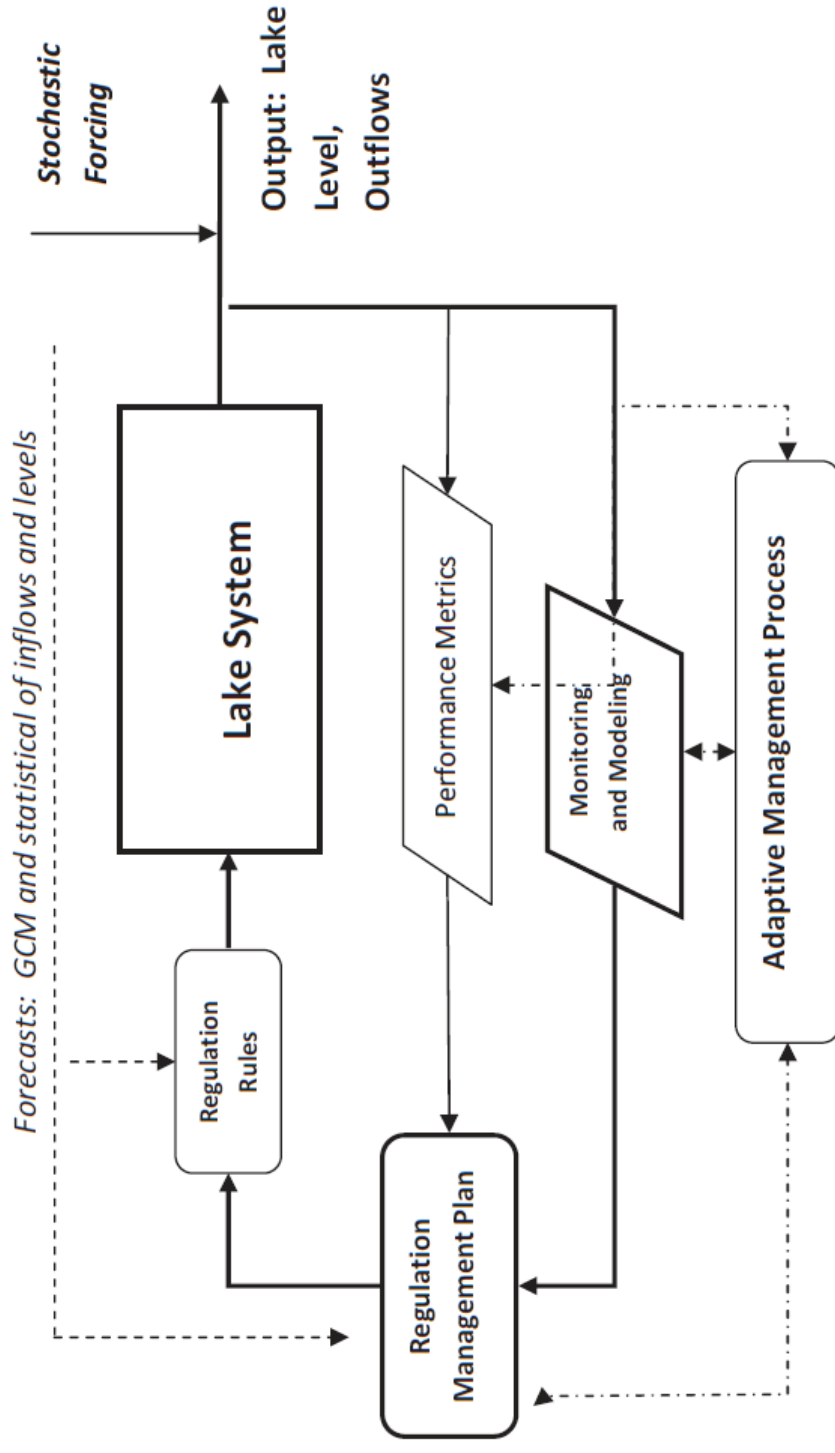 Forecasts: GCM and statistical of inflows and levels
Stochastic
Forcing
Regulation
Rules
Lake System
Output: Lake
Level,
Outflows
Regulation
Management Plan
Performance Metrics
Monitoring
and Modeling
Adaptive Management Process